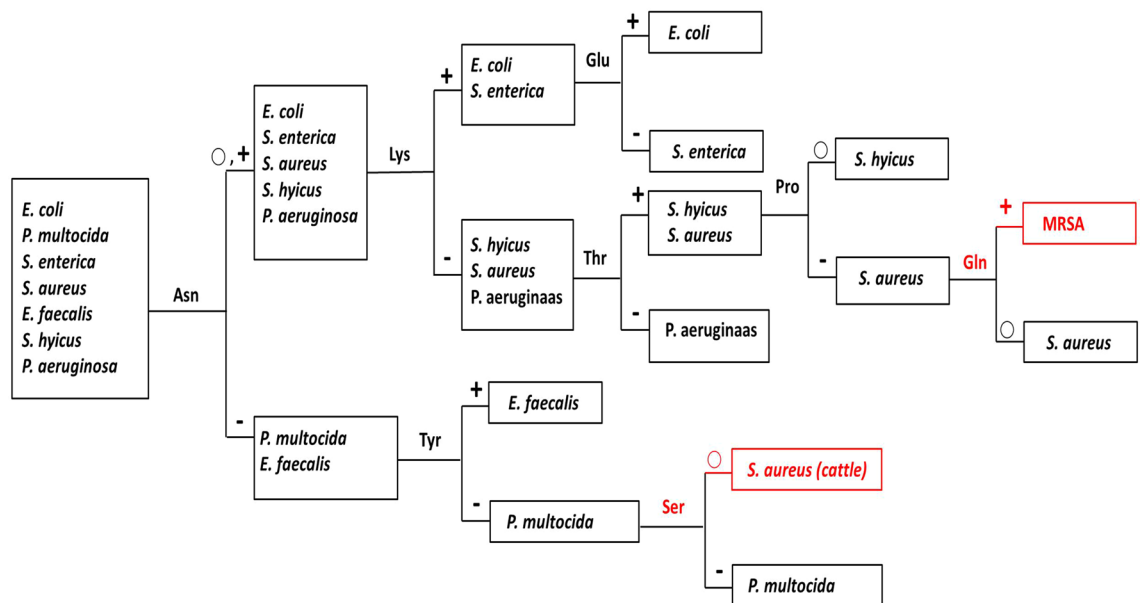 E. coli
P. multocida
S. enterica
S. aureus
E. faecalis
S. hyicus
P. aeruginosa
Asn
○, +
E. coli
S. enterica
S. aureus
S. hyicus
P. aeruginosa
-
P. multocida
E. faecalis
Lys
+
E. coli
S. enterica
-
S. hyicus
S. aureus
P. aeruginaas
Glu
+
E. coli
-
S. enterica
Thr
+
S. hyicus
S. aureus
-
P. aeruginaas
Pro
○
S. hyicus
-
S. aureus
Gln
+
MRSA
○
S. aureus
Tyr
+
E. faecalis
-
P. multocida
Ser
○
S. aureus (cattle)
-
P. multocida